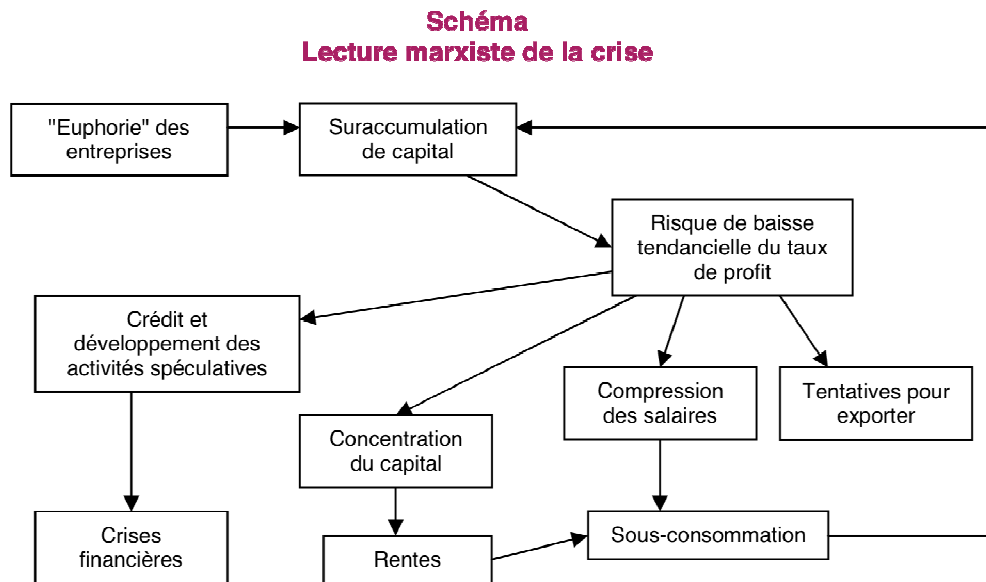 Schéma
Lecture marxiste de la crise
"Euphorie" des
entreprises
Suraccumulation
de capital
Risque de baisse
tendancielle du taux
de profit
Crédit et
développement des
activités spéculatives
Compression
des salaires
Tentatives pour
exporter
Concentration
du capital
Crises
financières
Rentes
Sous-consommation